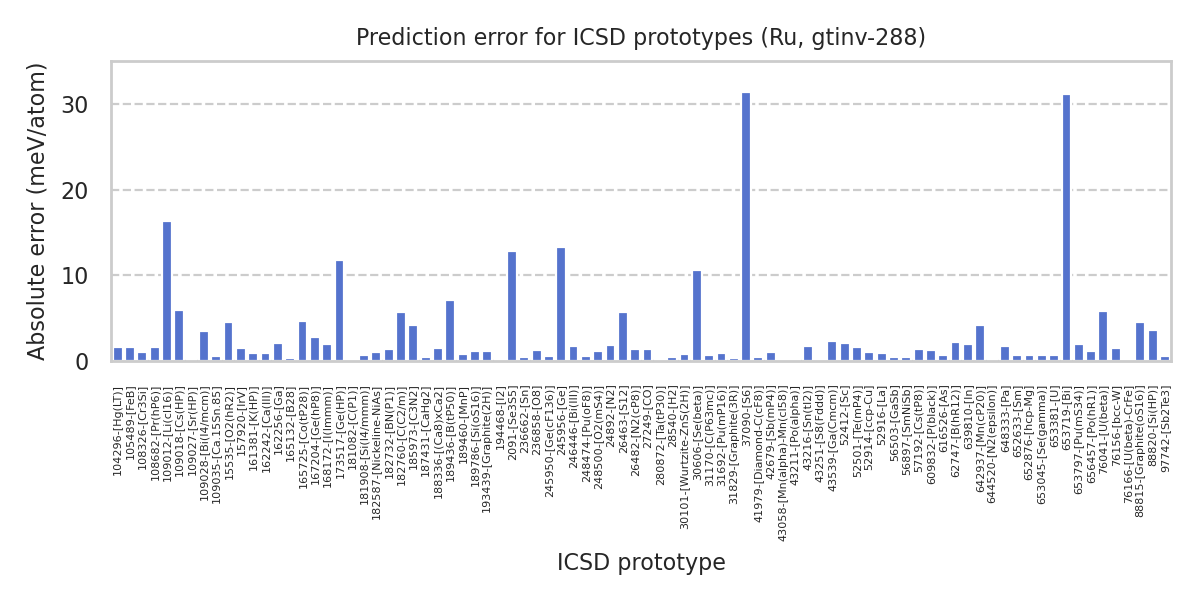 Prediction error for ICSD prototypes (Ru, gtinv-288)
Absolute error (meV/atom)
30
20
10
0
104296-[Hg(LT)]
105489-[FeB]
108326-[Cr3Si]
108682-[Pr(hP6)]
109012-[Li(cI16)]
109018-[Cs(HP)]
109027-[Sr(HP)]
109028-[Bi(I4/mcm)]
109035-[Ca.15Sn.85]
15535-[O2(hR2)]
157920-[IrV]
161381-[K(HP)]
162242-[Ca(III)]
162256-[Ga]
165132-[B28]
165725-[Co(tP28)]
167204-[Ge(hP8)]
168172-[I(Immm)]
173517-[Ge(HP)]
181082-[C(P1)]
181908-[Si(I4/mmm)]
182587-[Nickeline-NiAs]
182732-[BN(P1)]
182760-[C(C2/m)]
185973-[C3N2]
187431-[CaHg2]
188336-[(Ca8)xCa2]
189436-[B(tP50)]
189460-[MnP]
189786-[Si(oS16)]
193439-[Graphite(2H)]
194468-[I2]
2091-[Se3S5]
236662-[Sn]
236858-[O8]
245950-[Ge(cF136)]
245956-[Ge]
246446-[Bi(III)]
248474-[Pu(oF8)]
248500-[O2(mS4)]
24892-[N2]
26463-[S12]
26482-[N2(cP8)]
27249-[CO]
280872-[Ta(tP30)]
28540-[H2]
30101-[Wurtzite-ZnS(2H)]
30606-[Se(beta)]
31170-[C(P63mc)]
31692-[Pu(mP16)]
31829-[Graphite(3R)]
37090-[S6]
41979-[Diamond-C(cF8)]
42679-[Sb(mP4)]
43058-[Mn(alpha)-Mn(cI58)]
43211-[Po(alpha)]
43216-[Sn(tI2)]
43251-[S8(Fddd)]
43539-[Ga(Cmcm)]
52412-[Sc]
52501-[Te(mP4)]
52914-[fcc-Cu]
52916-[La]
56503-[GaSb]
56897-[SmNiSb]
57192-[Cs(tP8)]
609832-[P(black)]
616526-[As]
62747-[B(hR12)]
639810-[In]
642937-[Mn(cP20)]
644520-[N2(epsilon)]
648333-[Pa]
652633-[Sm]
652876-[hcp-Mg]
653045-[Se(gamma)]
653381-[U]
653719-[Bi]
653797-[Pu(mS34)]
656457-[Po(hR1)]
76041-[U(beta)]
76156-[bcc-W]
76166-[U(beta)-CrFe]
88815-[Graphite(oS16)]
88820-[Si(HP)]
97742-[Sb2Te3]
ICSD prototype